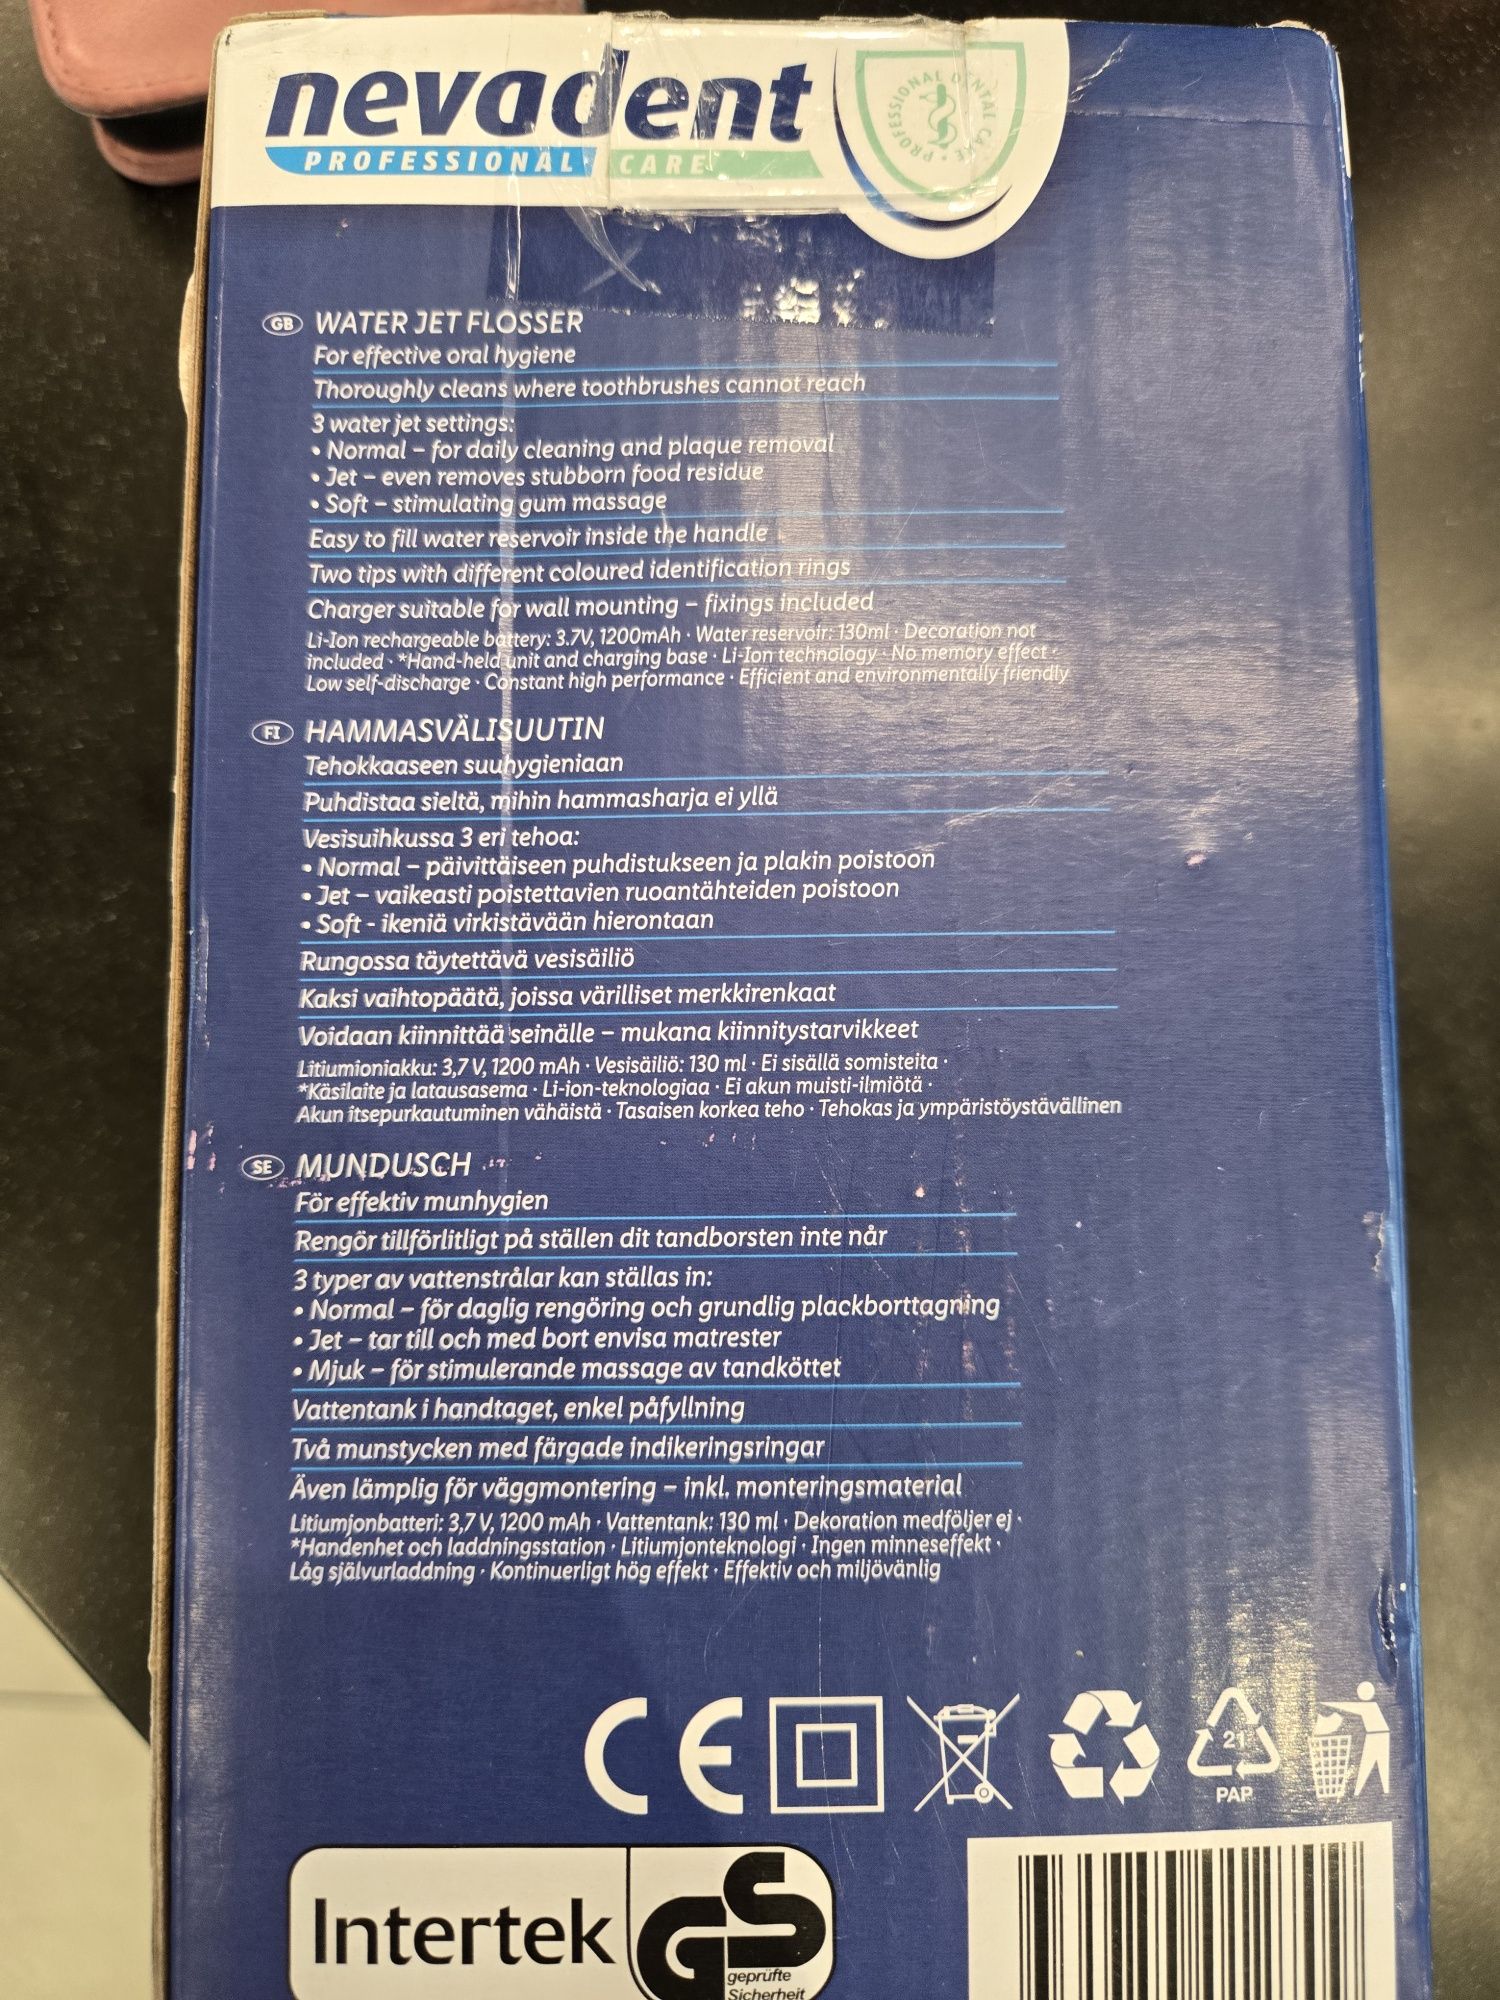 nevadent
PROFESSIONAL CARE
PROFESSIONAL DENTAL CARE
GB WATER JET FLOSSER
For effective oral hygiene
Thoroughly cleans where toothbrushes cannot reach
3 water jet settings:
• Normal – for daily cleaning and plaque removal
• Jet – even removes stubborn food residue
• Soft – stimulating gum massage
Easy to fill water reservoir inside the handle
Two tips with different coloured identification rings
Charger suitable for wall mounting – fixings included
Li-Ion rechargeable battery: 3.7V, 1200mAh · Water reservoir: 130ml · Decoration not
included · *Hand-held unit and charging base · Li-Ion technology · No memory effect ·
Low self-discharge · Constant high performance · Efficient and environmentally friendly
FI HAMMASVÄLISUUTIN
Tehokkaaseen suuhygieniaan
Puhdistaa sieltä, mihin hammasharja ei yllä
Vesisuihkussa 3 eri tehoa:
• Normal – päivittäiseen puhdistukseen ja plakin poistoon
• Jet – vaikeasti poistettavien ruoantähteiden poistoon
• Soft - ikeniä virkistävään hierontaan
Rungossa täytettävä vesisäiliö
Kaksi vaihtopäätä, joissa värilliset merkkirenkaat
Voidaan kiinnittää seinälle – mukana kiinnitystarvikkeet
Litiumioniakku: 3,7 V, 1200 mAh · Vesisäiliö: 130 ml · Ei sisällä somisteita ·
*Käsilaite ja latausasema · Li-ion-teknologiaa · Ei akun muisti-ilmiötä ·
Akun itsepurkautuminen vähäistä · Tasaisen korkea teho · Tehokas ja ympäristöystävällinen
SE MUNDUSCH
För effektiv munhygien
Rengör tillförlitligt på ställen dit tandborsten inte når
3 typer av vattenstrålar kan ställas in:
• Normal – för daglig rengöring och grundlig plackborttagning
• Jet – tar till och med bort envisa matrester
• Mjuk – för stimulerande massage av tandköttet
Vattentank i handtaget, enkel påfyllning
Två munstycken med färgade indikeringsringar
Även lämplig för väggmontering – inkl. monteringsmaterial
Litiumjonbatteri: 3,7 V, 1200 mAh · Vattentank: 130 ml · Dekoration medföljer ej ·
*Handenhet och laddningsstation · Litiumjonteknologi · Ingen minneseffekt ·
Låg självurladdning · Kontinuerligt hög effekt · Effektiv och miljövänlig
CE
21
PAP
Intertek
GS
geprüfte
Sicherheit